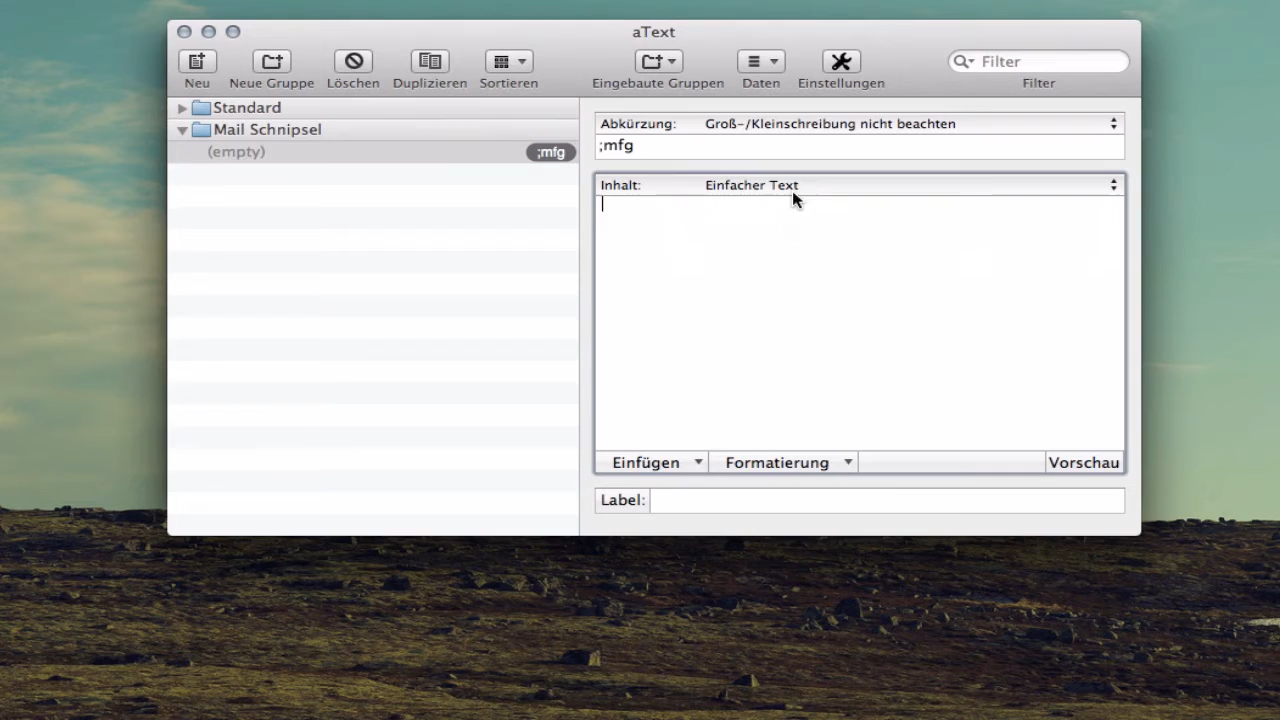 aText
Neu Neue Gruppe Löschen Duplizieren Sortieren Eingebaute Gruppen Daten Einstellungen Filter
Filter
Standard
Mail Schnipsel
(empty) ;mfg
Abkürzung: Groß-/Kleinschreibung nicht beachten
;mfg
Inhalt: Einfacher Text
Einfügen Formatierung Vorschau
Label: